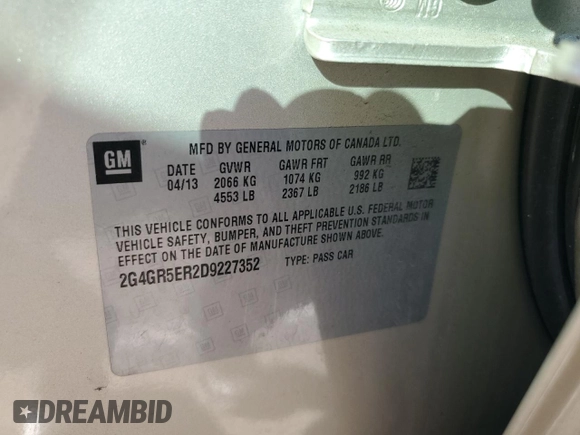 GM
MFD BY GENERAL MOTORS OF CANADA LTD.
DATE GVWR GAWR FRT GAWR RR
04/13 2066 KG 1074 KG 992 KG
4553 LB 2367 LB 2186 LB
THIS VEHICLE CONFORMS TO ALL APPLICABLE U.S. FEDERAL MOTOR
VEHICLE SAFETY, BUMPER, AND THEFT PREVENTION STANDARDS IN
EFFECT ON THE DATE OF MANUFACTURE SHOWN ABOVE.
2G4GR5ER2D9227352 TYPE: PASS CAR
DREAMBID